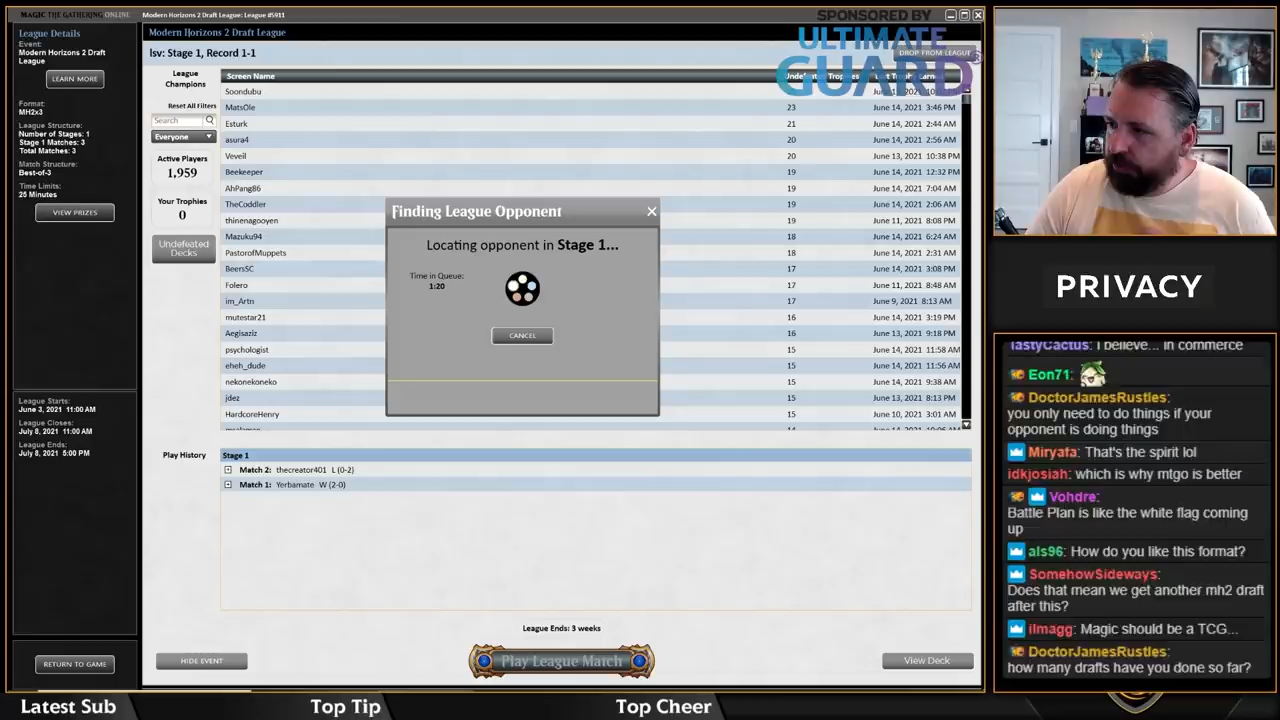 MAGIC THE GATHERING ONLINE
Modern Horizons 2 Draft League: League #5911
SPONSORED BY
ULTIMATE
GUARD
League Details
Event:
Modern Horizons 2 Draft
League
LEARN MORE
Format:
MH2x3
League Structure:
Number of Stages: 1
Stage 1 Matches: 3
Total Matches: 3
Match Structure:
Best-of-3
Time Limits:
25 Minutes
VIEW PRIZES
League Starts:
June 3, 2021 11:00 AM
League Closes:
July 8, 2021 11:00 AM
League Ends:
July 8, 2021 5:00 PM
RETURN TO GAME
Modern Horizons 2 Draft League
lsv: Stage 1, Record 1-1
DROP FROM LEAGUE
League
Champions
Reset All Filters
Search
Everyone
Active Players
1,959
Your Trophies
0
Undefeated
Decks
Screen Name
Soondubu
MatsOle 23 June 14, 2021 3:46 PM
Esturk 21 June 14, 2021 2:44 AM
asura4 20 June 14, 2021 2:56 AM
Veveil 20 June 13, 2021 10:38 PM
Beekeeper 19 June 14, 2021 12:32 PM
AhPang86 19 June 14, 2021 7:04 AM
TheCoddler 19 June 14, 2021 2:06 AM
thinenagooyen 19 June 11, 2021 8:08 PM
Mazuku94 18 June 14, 2021 6:24 AM
PastorofMuppets 18 June 14, 2021 2:31 AM
BeersSC 17 June 14, 2021 3:08 PM
Folero 17 June 11, 2021 8:48 PM
im_Artn 17 June 9, 2021 8:13 AM
mutestar21 16 June 14, 2021 3:19 PM
Aegisaziz 16 June 13, 2021 9:18 PM
psychologist 15 June 14, 2021 11:58 AM
eheh_dude 15 June 14, 2021 11:56 AM
nekonekoneko 15 June 14, 2021 9:38 AM
jdez 15 June 13, 2021 8:13 PM
HardcoreHenry 15 June 10, 2021 3:01 AM
Finding League Opponent
Locating opponent in Stage 1...
Time in Queue:
1:20
CANCEL
Play History
Stage 1
Match 2: thecreator401 L (0-2)
Match 1: Yerbamate W (2-0)
League Ends: 3 weeks
HIDE EVENT
Play League Match
View Deck
PRIVACY
TastyCactus: I believe... in commerce
Eon71:
DoctorJamesRustles:
you only need to do things if your
opponent is doing things
Miryafa: That's the spirit lol
idkjosiah: which is why mtgo is better
Vohdre:
Battle Plan is like the white flag coming
up
als96: How do you like this format?
SomehowSideways:
Does that mean we get another mh2 draft
after this?
ilmagg: Magic should be a TCG...
DoctorJamesRustles:
how many drafts have you done so far?
Latest Sub
Top Tip
Top Cheer